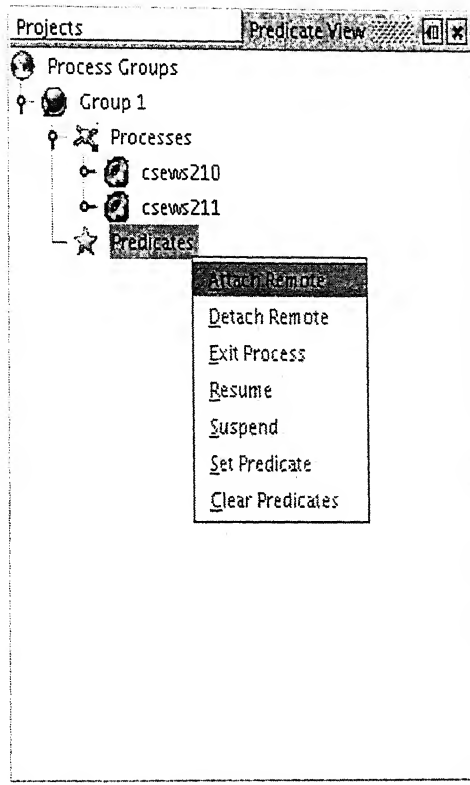 Projects
Predicate View
Process Groups
Group 1
Processes
csews210
csews211
Predicates
Attach Remote
Detach Remote
Exit Process
Resume
Suspend
Set Predicate
Clear Predicates